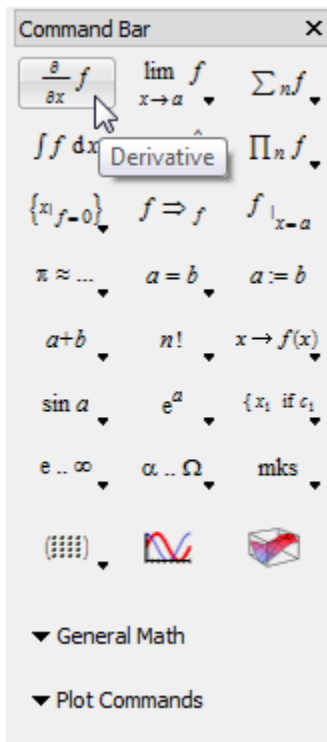 Command Bar ×
∂/∂x f lim x→a f ∑n f
∫f dx ∏n f
Derivative
{x|f=0} f ⇒ f f |x=a
π ≈ ... a = b a := b
a+b n! x → f(x)
sin a e^a {x₁ if c₁
e .. ∞ α .. Ω mks
General Math
Plot Commands